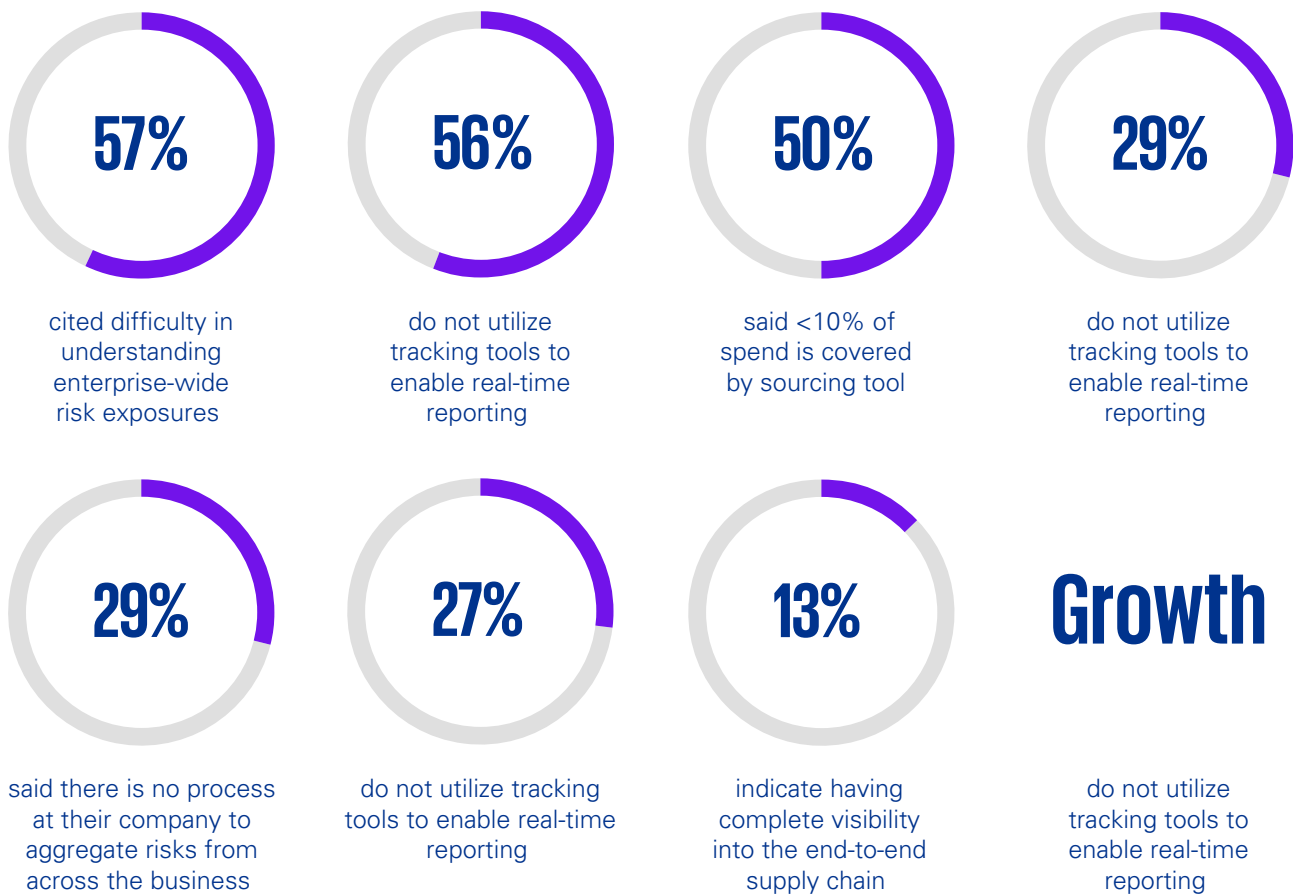 57%
56%
50%
29%
cited difficulty in
understanding
enterprise-wide
risk exposures
do not utilize
tracking tools to
enable real-time
reporting
said <10% of
spend is covered
by sourcing tool
do not utilize
tracking tools to
enable real-time
reporting
29%
27%
13%
Growth
said there is no process
at their company to
aggregate risks from
across the business
do not utilize tracking
tools to enable real-time
reporting
indicate having
complete visibility
into the end-to-end
supply chain
do not utilize
tracking tools to
enable real-time
reporting